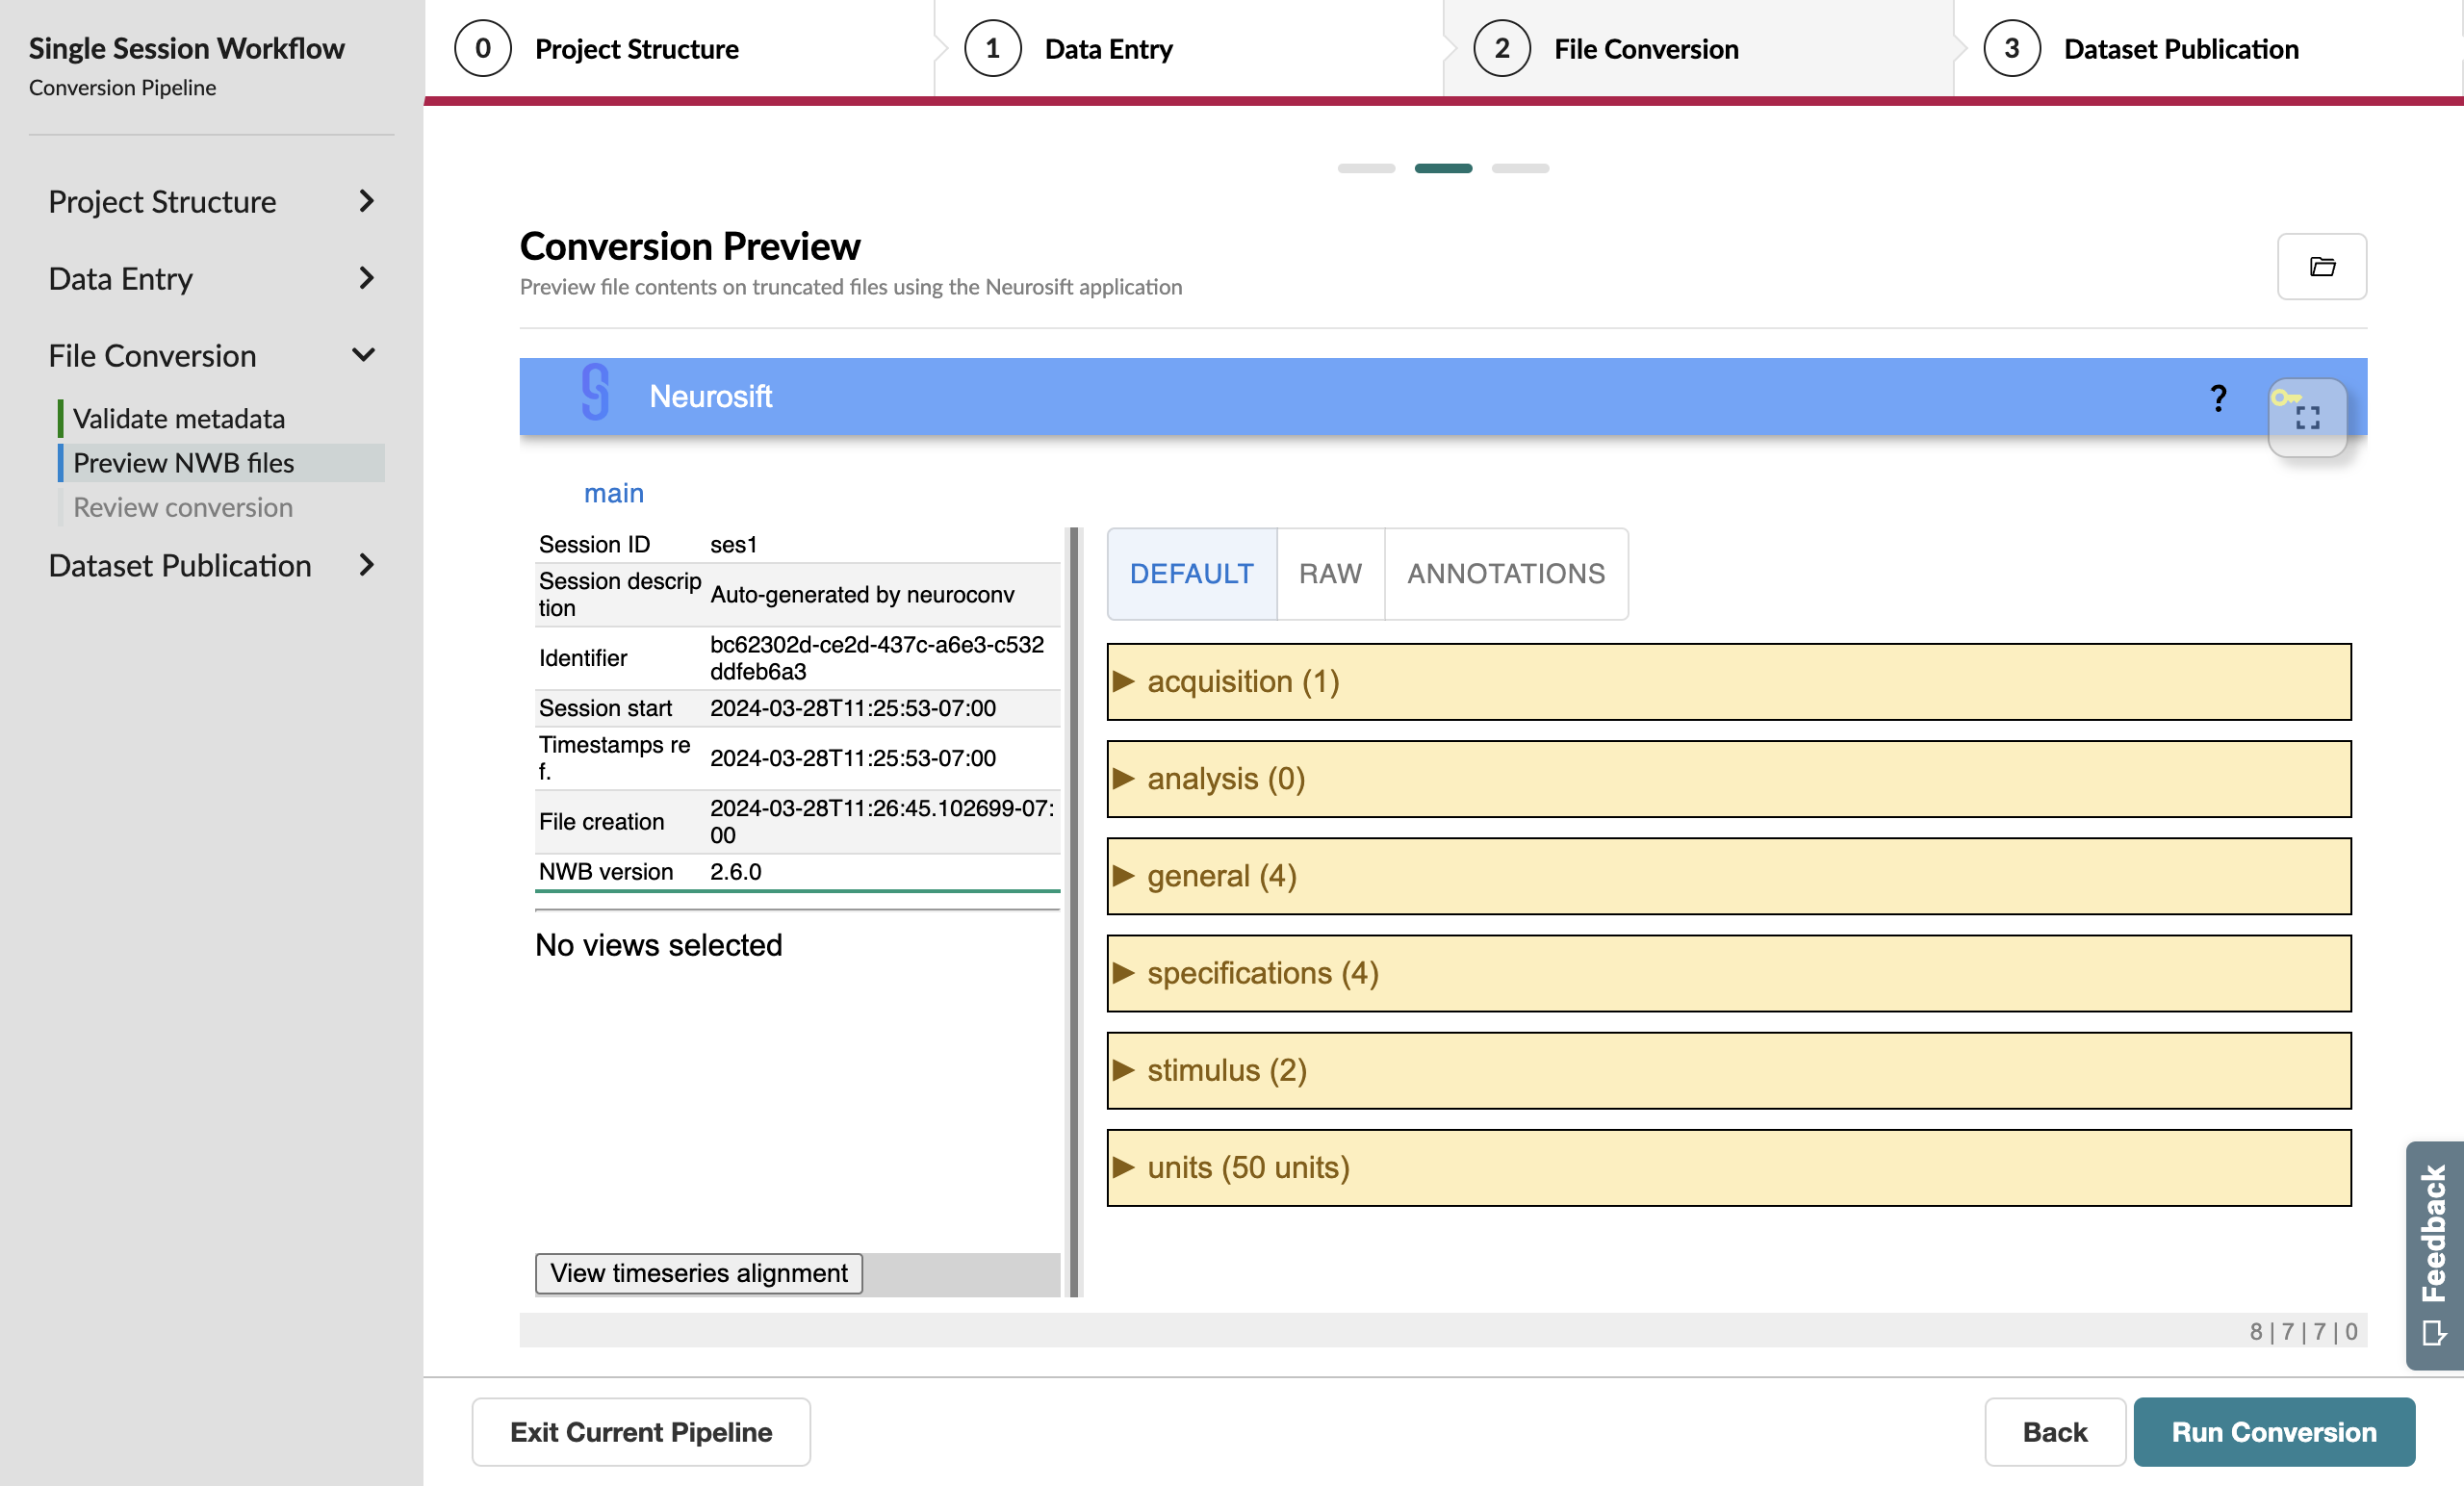 Single Session Workflow
Conversion Pipeline
Project Structure
Data Entry
File Conversion
Validate metadata
Preview NWB files
Review conversion
Dataset Publication
0 Project Structure
1 Data Entry
2 File Conversion
3 Dataset Publication
Conversion Preview
Preview file contents on truncated files using the Neurosift application
Neurosift
?
main
Session ID ses1
Session descrip
tion
Auto-generated by neuroconv
Identifier
bc62302d-ce2d-437c-a6e3-c532
ddfeb6a3
Session start 2024-03-28T11:25:53-07:00
Timestamps re
f.
2024-03-28T11:25:53-07:00
File creation
2024-03-28T11:26:45.102699-07:
00
NWB version 2.6.0
No views selected
View timeseries alignment
DEFAULT RAW ANNOTATIONS
acquisition (1)
analysis (0)
general (4)
specifications (4)
stimulus (2)
units (50 units)
8 | 7 | 7 | 0
Feedback
Exit Current Pipeline
Back
Run Conversion